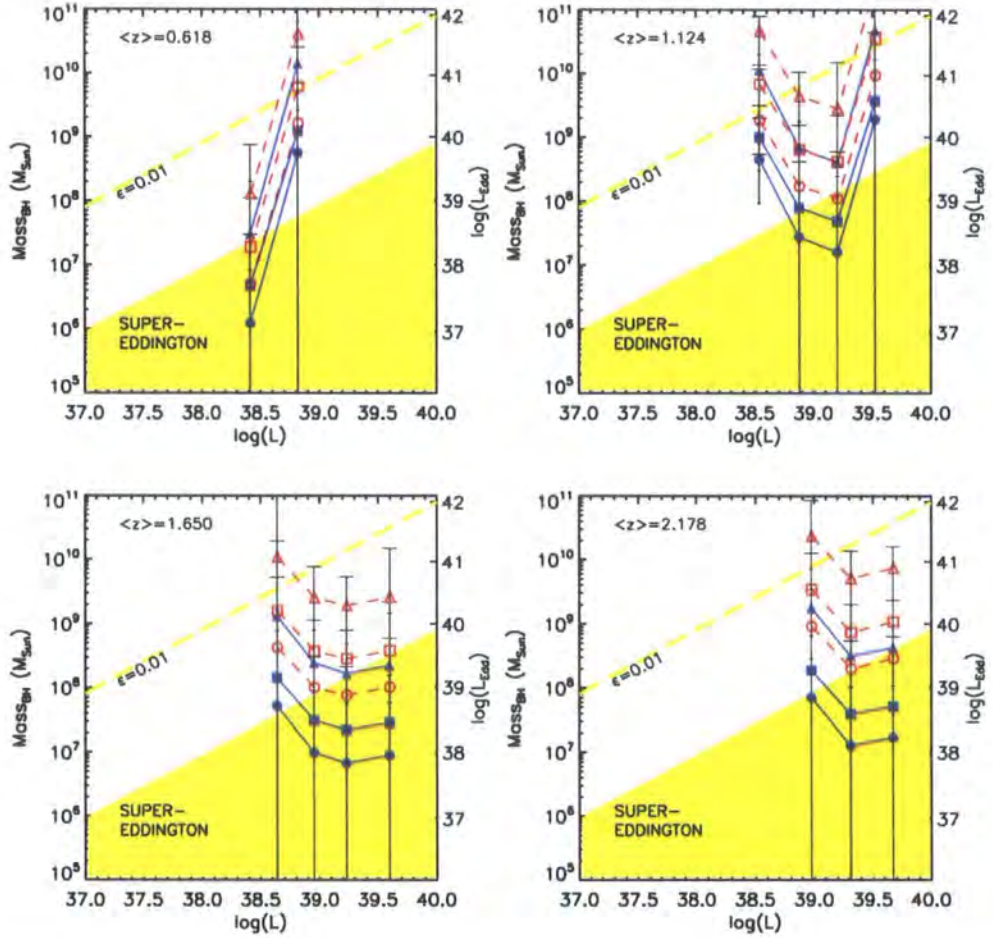 <z>=0.618
ε=0.01
SUPER-
EDDINGTON
10^11
10^10
10^9
10^8
10^7
10^6
10^5
Mass_BH (M_Sun)
42
41
40
39
38
37
log(L_Edd)
37.0 37.5 38.0 38.5 39.0 39.5 40.0
log(L)
<z>=1.124
ε=0.01
SUPER-
EDDINGTON
10^11
10^10
10^9
10^8
10^7
10^6
10^5
Mass_BH (M_Sun)
42
41
40
39
38
37
log(L_Edd)
37.0 37.5 38.0 38.5 39.0 39.5 40.0
log(L)
<z>=1.650
ε=0.01
SUPER-
EDDINGTON
10^11
10^10
10^9
10^8
10^7
10^6
10^5
Mass_BH (M_Sun)
42
41
40
39
38
37
log(L_Edd)
37.0 37.5 38.0 38.5 39.0 39.5 40.0
log(L)
<z>=2.178
ε=0.01
SUPER-
EDDINGTON
10^11
10^10
10^9
10^8
10^7
10^6
10^5
Mass_BH (M_Sun)
42
41
40
39
38
37
log(L_Edd)
37.0 37.5 38.0 38.5 39.0 39.5 40.0
log(L)